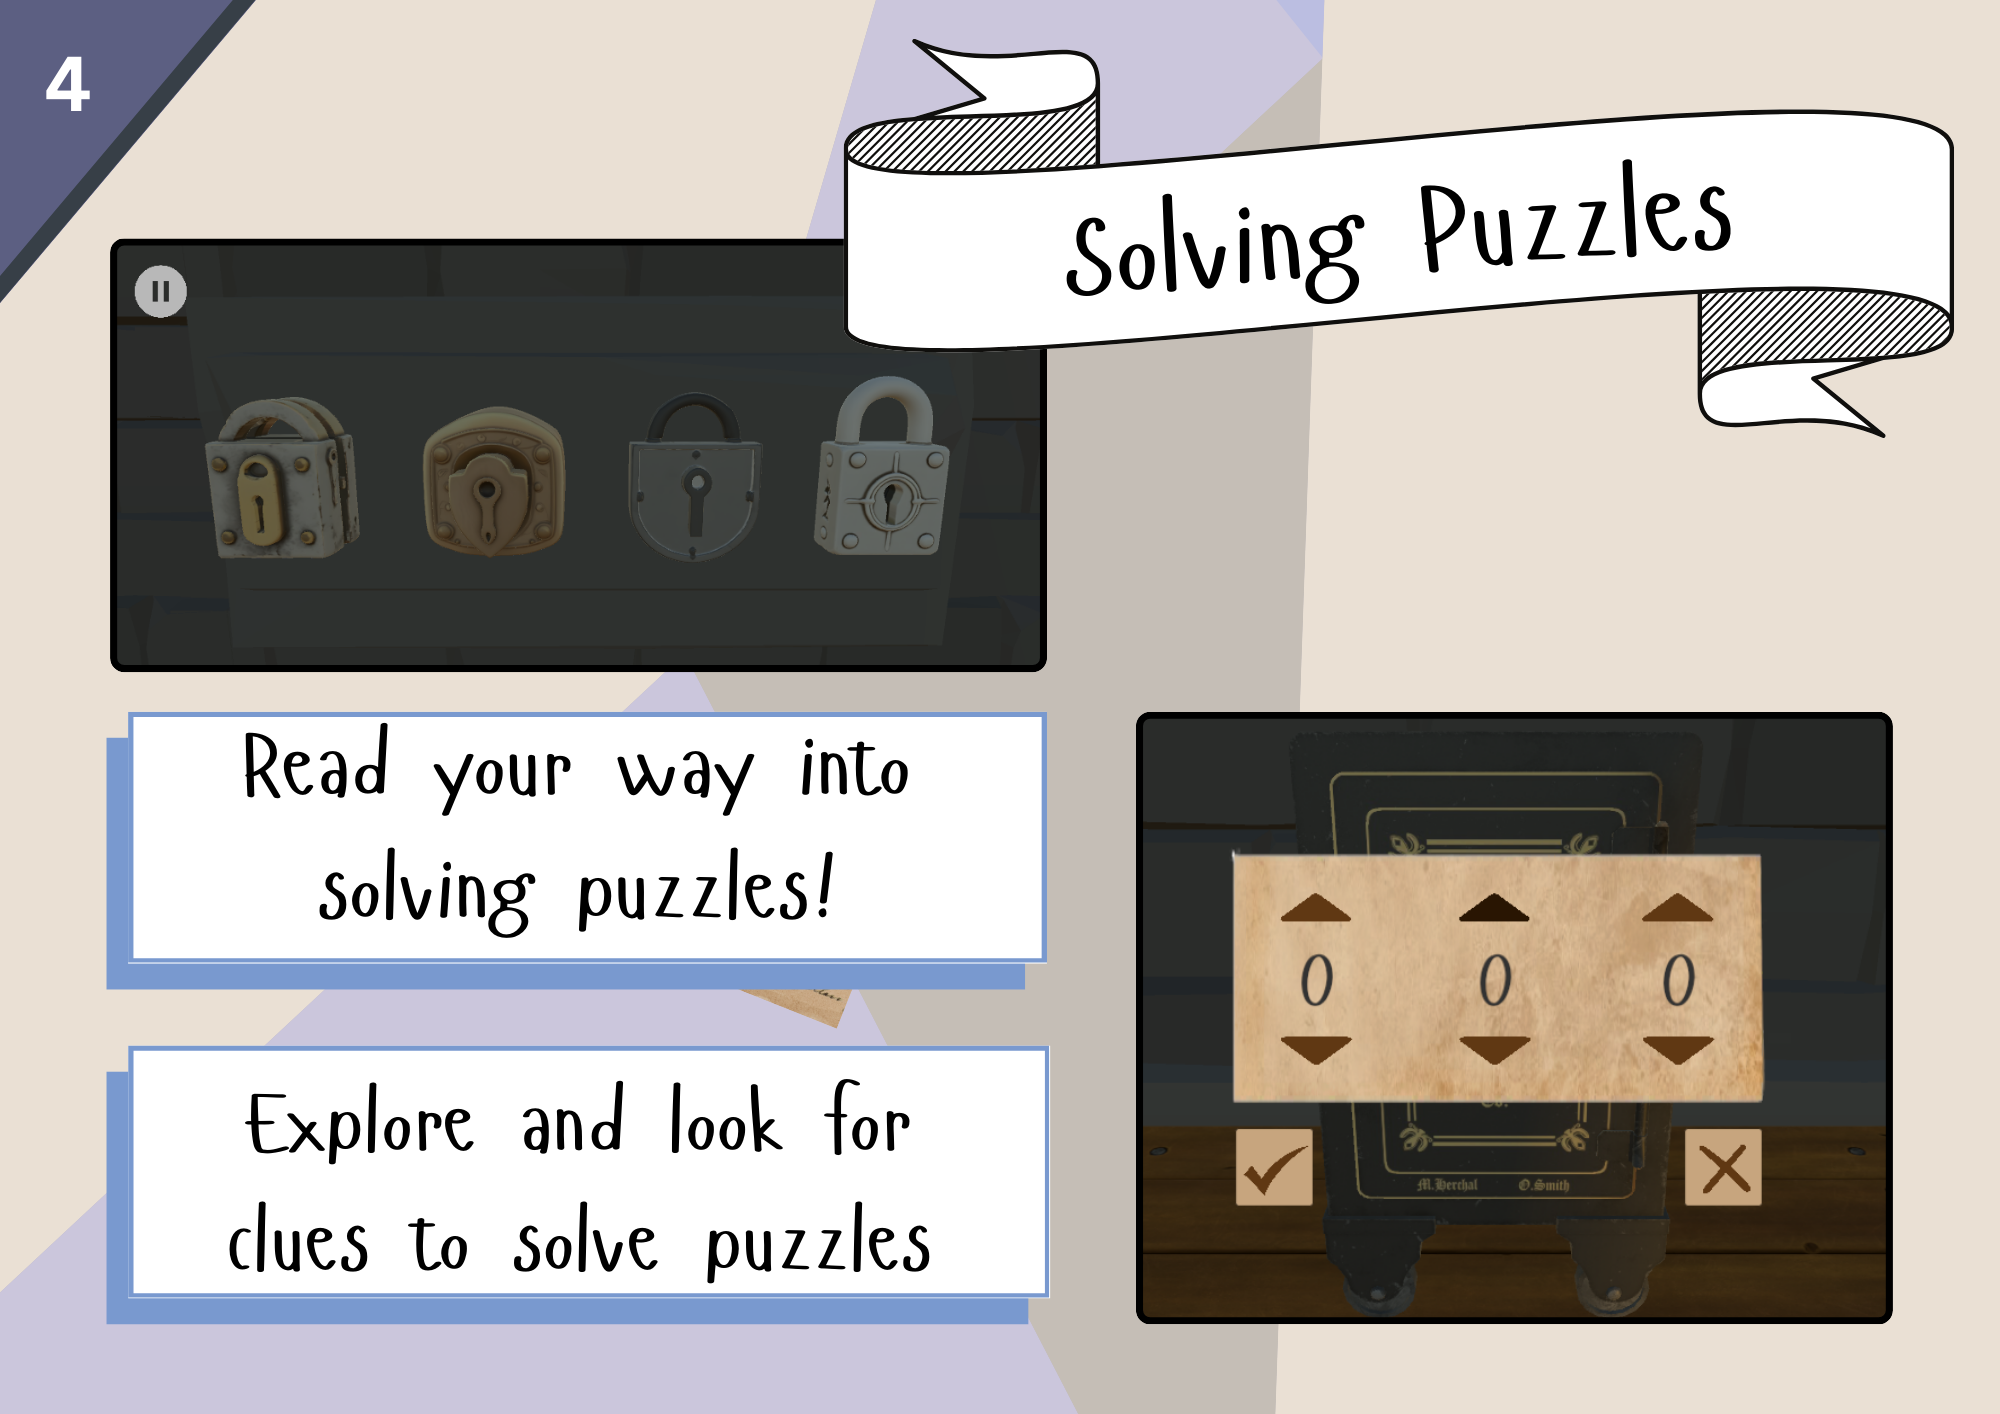 4
Solving Puzzles
Read your way into
solving puzzles!
Explore and look for
clues to solve puzzles
0 0 0
Co.
M.Herchal O.Smith